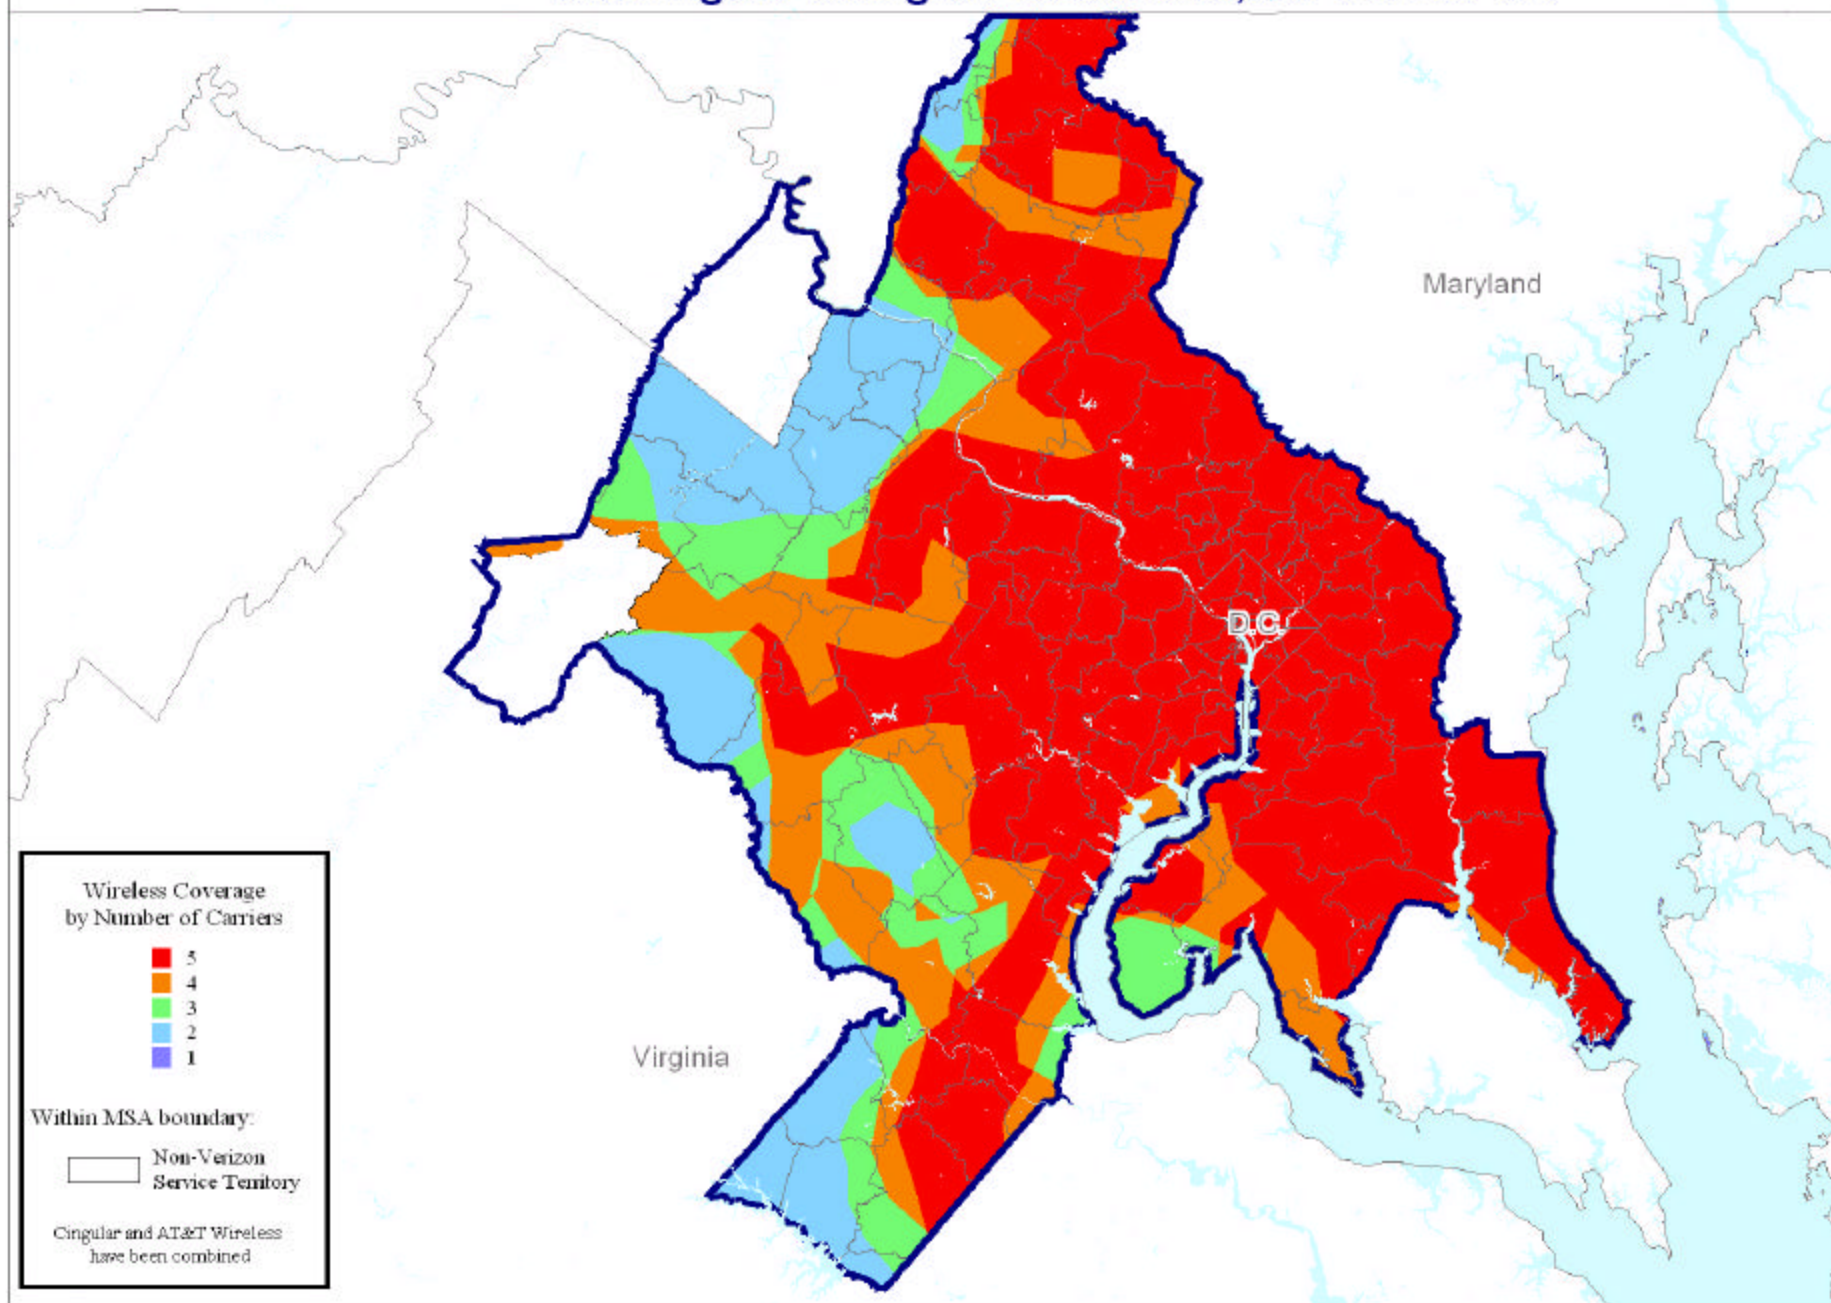 Maryland
D.C.
Virginia
Wireless Coverage
by Number of Carriers
5
4
3
2
1
Within MSA boundary:
Non-Verizon
Service Territory
Cingular and AT&T Wireless
have been combined